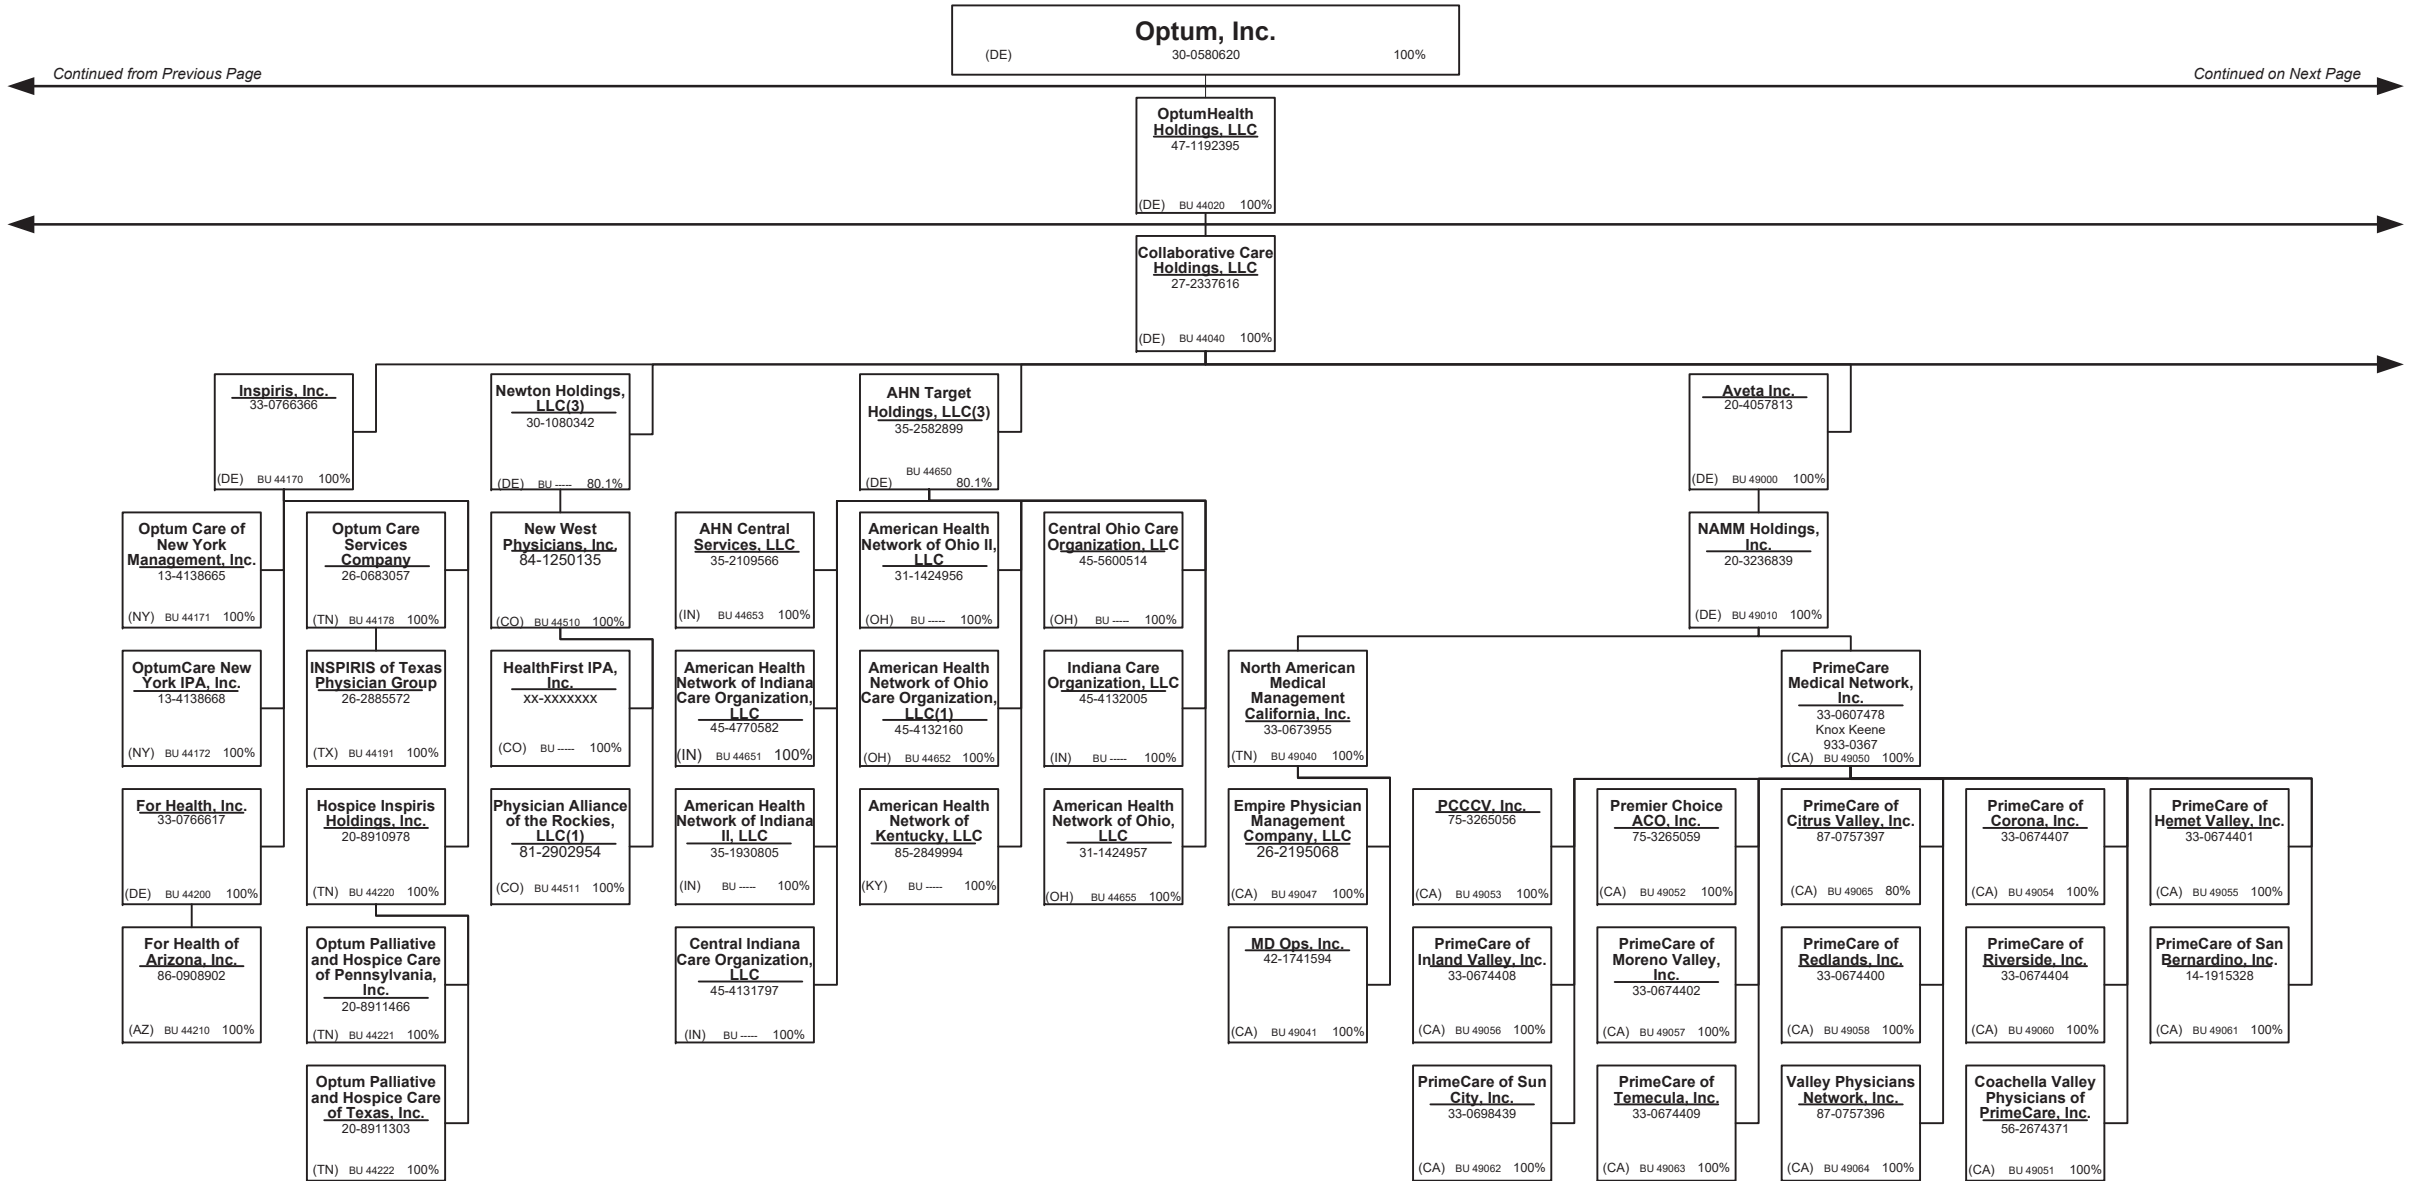 Optum, Inc.
(DE) 30-0580620 100%
Continued from Previous Page
Continued on Next Page
OptumHealth
Holdings, LLC
47-1192395
(DE) BU 44020 100%
Collaborative Care
Holdings, LLC
27-2337616
(DE) BU 44040 100%
Inspiris, Inc.
33-0766366
(DE) BU 44170 100%
Newton Holdings,
LLC(3)
30-1080342
(DE) BU ----- 80.1%
AHN Target
Holdings, LLC(3)
35-2582899
BU 44650
(DE) 80.1%
Aveta Inc.
20-4057813
(DE) BU 49000 100%
Optum Care of
New York
Management, Inc.
13-4138665
(NY) BU 44171 100%
Optum Care
Services
Company
26-0683057
(TN) BU 44178 100%
New West
Physicians, Inc.
84-1250135
(CO) BU 44510 100%
AHN Central
Services, LLC
35-2109566
(IN) BU 44653 100%
American Health
Network of Ohio II,
LLC
31-1424956
(OH) BU ----- 100%
Central Ohio Care
Organization, LLC
45-5600514
(OH) BU ----- 100%
NAMM Holdings,
Inc.
20-3236839
(DE) BU 49010 100%
OptumCare New
York IPA, Inc.
13-4138668
(NY) BU 44172 100%
INSPIRIS of Texas
Physician Group
26-2885572
(TX) BU 44191 100%
HealthFirst IPA,
Inc.
xx-xxxxxxx
(CO) BU ----- 100%
American Health
Network of Indiana
Care Organization,
LLC
45-4770582
(IN) BU 44651 100%
American Health
Network of Ohio
Care Organization,
LLC(1)
45-4132160
(OH) BU 44652 100%
Indiana Care
Organization, LLC
45-4132005
(IN) BU ----- 100%
North American
Medical
Management
California, Inc.
33-0673955
(TN) BU 49040 100%
PrimeCare
Medical Network,
Inc.
33-0607478
Knox Keene
933-0367
(CA) BU 49050 100%
For Health, Inc.
33-0766617
(DE) BU 44200 100%
Hospice Inspiris
Holdings, Inc.
20-8910978
(TN) BU 44220 100%
Physician Alliance
of the Rockies,
LLC(1)
81-2902954
(CO) BU 44511 100%
American Health
Network of Indiana
II, LLC
35-1930805
(IN) BU ----- 100%
American Health
Network of
Kentucky, LLC
85-2849994
(KY) BU ----- 100%
American Health
Network of Ohio,
LLC
31-1424957
(OH) BU 44655 100%
Empire Physician
Management
Company, LLC
26-2195068
(CA) BU 49047 100%
PCCCV, Inc.
75-3265056
(CA) BU 49053 100%
Premier Choice
ACO, Inc.
75-3265059
(CA) BU 49052 100%
PrimeCare of
Citrus Valley, Inc.
87-0757397
(CA) BU 49065 80%
PrimeCare of
Corona, Inc.
33-0674407
(CA) BU 49054 100%
PrimeCare of
Hemet Valley, Inc.
33-0674401
(CA) BU 49055 100%
For Health of
Arizona, Inc.
86-0908902
(AZ) BU 44210 100%
Optum Palliative
and Hospice Care
of Pennsylvania,
Inc.
20-8911466
(TN) BU 44221 100%
Central Indiana
Care Organization,
LLC
45-4131797
(IN) BU ----- 100%
MD Ops, Inc.
42-1741594
(CA) BU 49041 100%
PrimeCare of
Inland Valley, Inc.
33-0674408
(CA) BU 49056 100%
PrimeCare of
Moreno Valley,
Inc.
33-0674402
(CA) BU 49057 100%
PrimeCare of
Redlands, Inc.
33-0674400
(CA) BU 49058 100%
PrimeCare of
Riverside, Inc.
33-0674404
(CA) BU 49060 100%
PrimeCare of San
Bernardino, Inc.
14-1915328
(CA) BU 49061 100%
Optum Palliative
and Hospice Care
of Texas, Inc.
20-8911303
(TN) BU 44222 100%
PrimeCare of Sun
City, Inc.
33-0698439
(CA) BU 49062 100%
PrimeCare of
Temecula, Inc.
33-0674409
(CA) BU 49063 100%
Valley Physicians
Network, Inc.
87-0757396
(CA) BU 49064 100%
Coachella Valley
Physicians of
PrimeCare, Inc.
56-2674371
(CA) BU 49051 100%